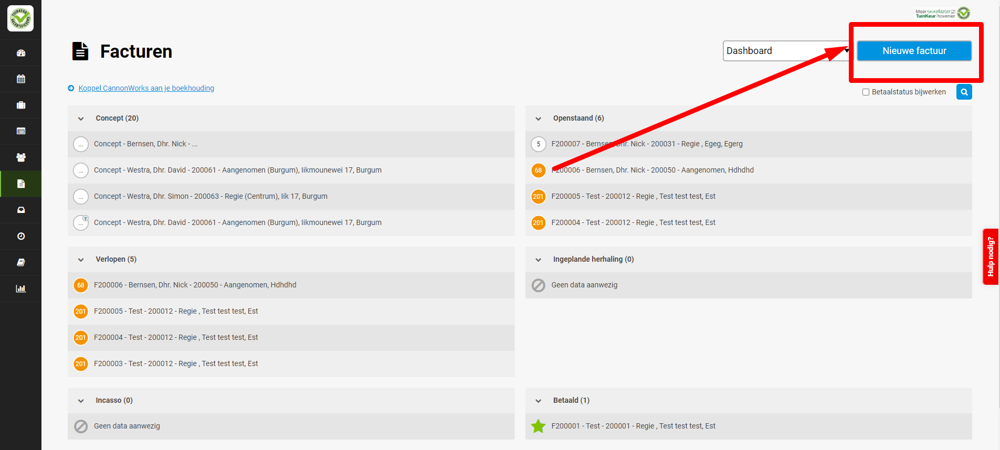 TUINKEUR
GECERTIFICEERD
Meer tuinplezier
TuinKeur-hovenier
Facturen
Dashboard
Nieuwe factuur
Koppel CannonWorks aan je boekhouding
Betaalstatus bijwerken
Concept (20)
... Concept - Bernsen, Dhr. Nick - ...
... Concept - Westra, Dhr. David - 200061 - Aangenomen (Burgum), Iikmounewei 17, Burgum
... Concept - Westra, Dhr. Simon - 200063 - Regie (Centrum), Iik 17, Burgum
... T Concept - Westra, Dhr. David - 200061 - Aangenomen (Burgum), Iikmounewei 17, Burgum
Openstaand (6)
5 F200007 - Bernsen, Dhr. Nick - 200031 - Regie , Egeg, Egerg
68 F200006 - Bernsen, Dhr. Nick - 200050 - Aangenomen, Hdhdhd
201 F200005 - Test - 200012 - Regie , Test test test, Est
201 F200004 - Test - 200012 - Regie , Test test test, Est
Verlopen (5)
68 F200006 - Bernsen, Dhr. Nick - 200050 - Aangenomen, Hdhdhd
201 F200005 - Test - 200012 - Regie , Test test test, Est
201 F200004 - Test - 200012 - Regie , Test test test, Est
201 F200003 - Test - 200012 - Regie , Test test test, Est
Ingeplande herhaling (0)
Geen data aanwezig
Incasso (0)
Geen data aanwezig
Betaald (1)
F200001 - Test - 200001 - Regie , Test test test, Est
Hulp nodig?